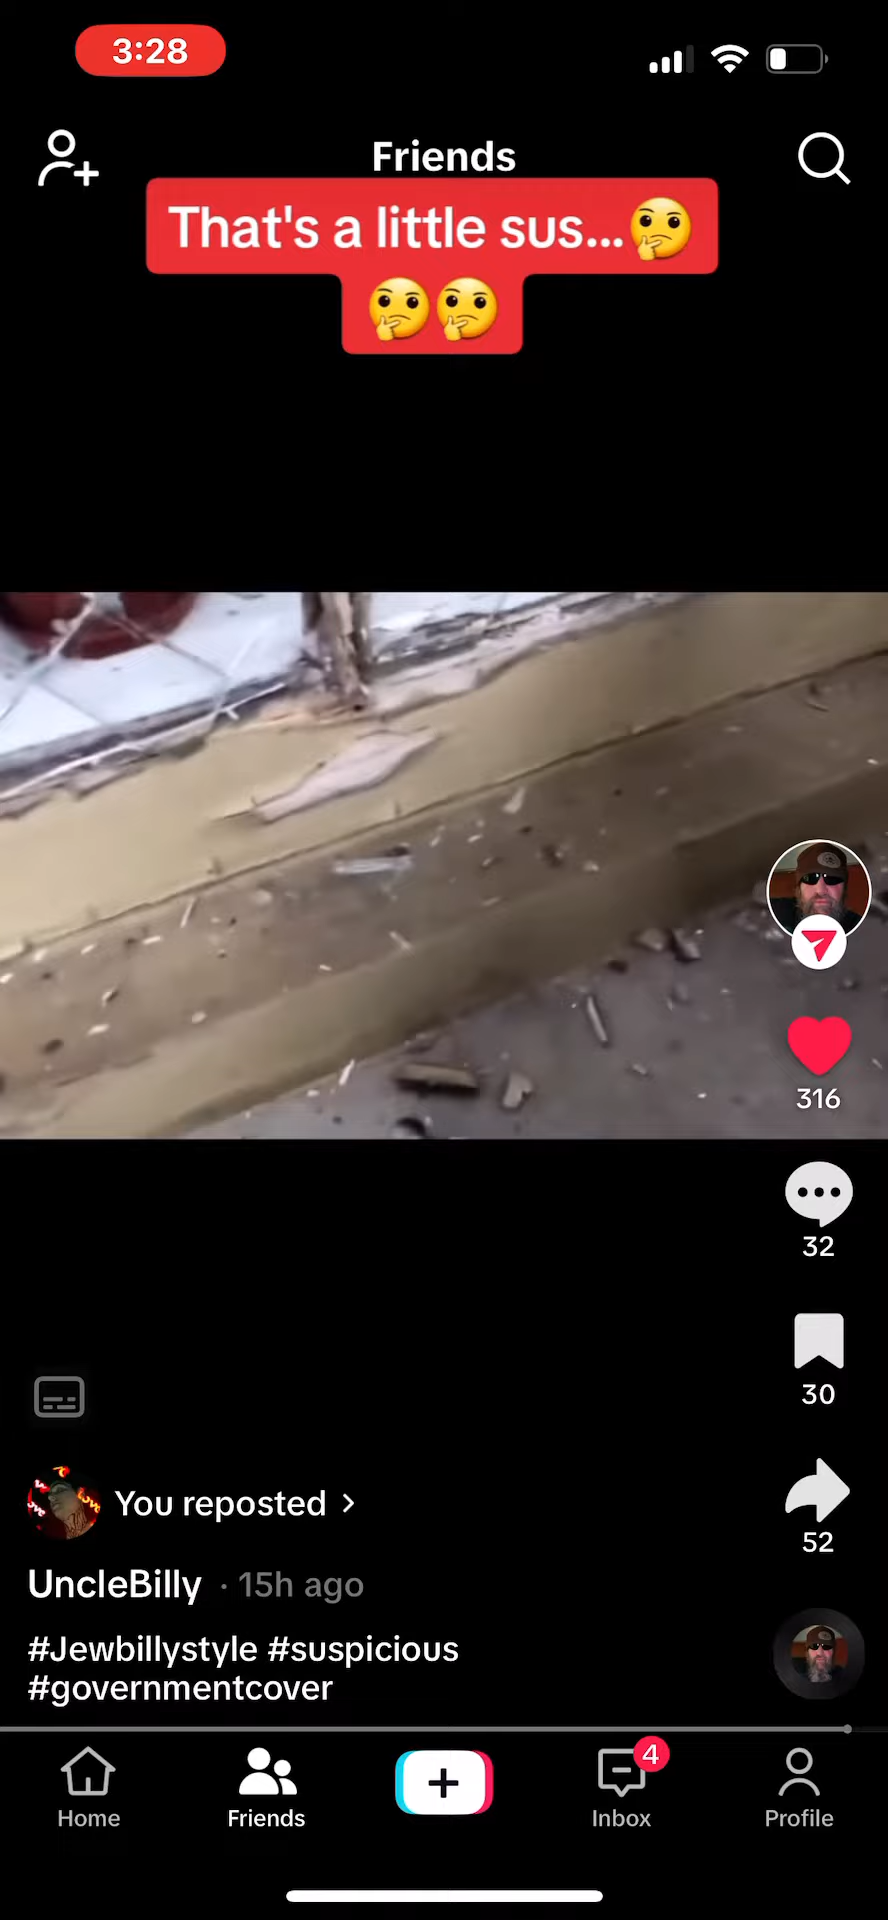 3:28
Friends
That's a little sus...🤔
🤔🤔
316
32
30
52
You reposted >
UncleBilly · 15h ago
#Jewbillystyle #suspicious
#governmentcover
Home
Friends
4
Inbox
Profile